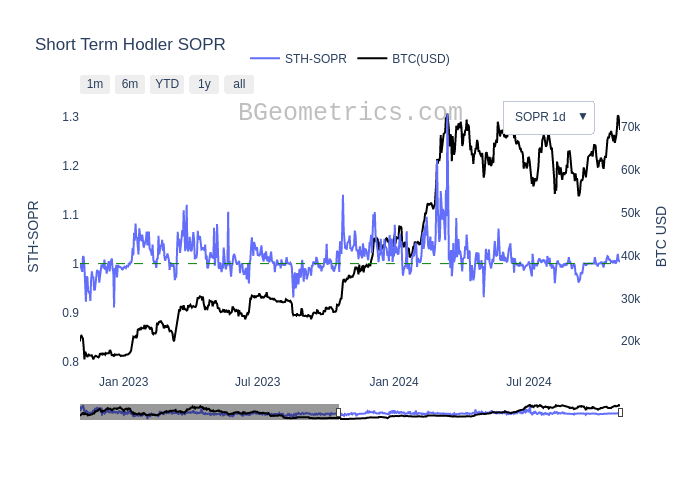 Short Term Hodler SOPR
STH-SOPR
BTC(USD)
1m
6m
YTD
1y
all
BGeometrics.com
SOPR 1d ▼
1.3
1.2
1.1
1
0.9
0.8
STH-SOPR
70k
60k
50k
40k
30k
20k
BTC USD
Jan 2023
Jul 2023
Jan 2024
Jul 2024